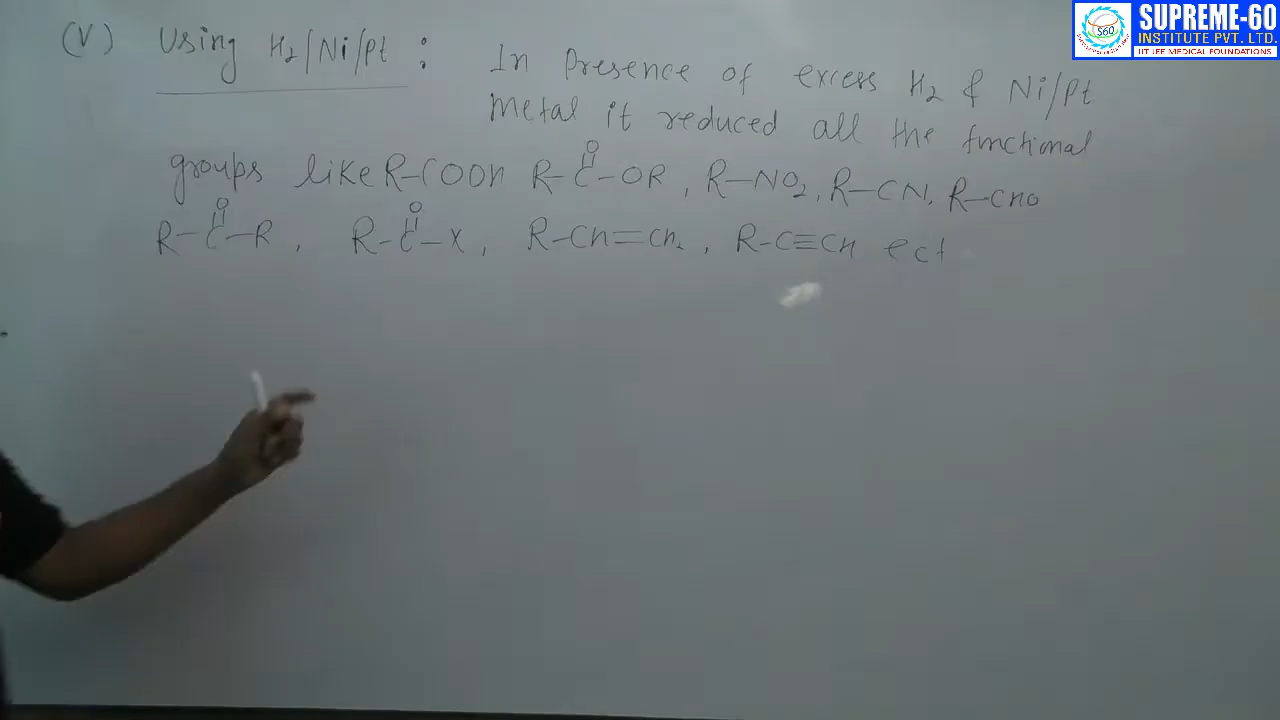 SUPREME-60
INSTITUTE PVT. LTD.
IIT JEE MEDICAL FOUNDATIONS
S60
(V) Using H₂/Ni/Pt : In Presence of excess H₂ & Ni/Pt
Metal it reduced all the functional
groups like R-COOH R-C(=O)-OR, R-NO₂, R-CN, R-CHO
R-C(=O)-R, R-C(=O)-X, R-CH=CH₂, R-C≡CH ect